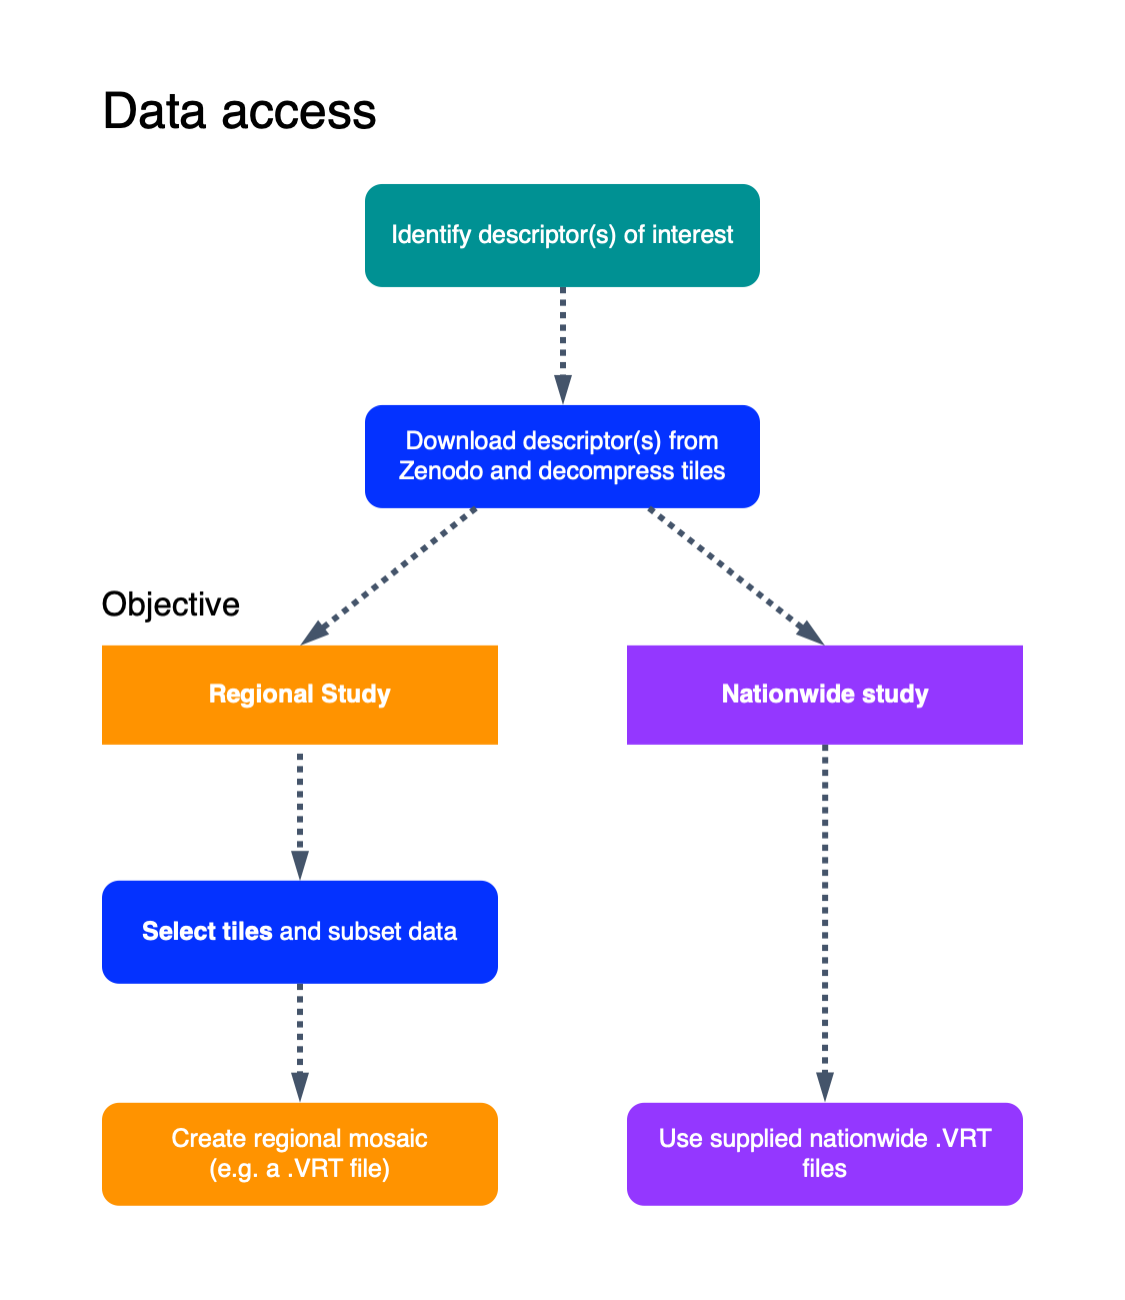 Data access
Identify descriptor(s) of interest
Download descriptor(s) from
Zenodo and decompress tiles
Objective
Regional Study
Nationwide study
Select tiles and subset data
Create regional mosaic
(e.g. a .VRT file)
Use supplied nationwide .VRT
files